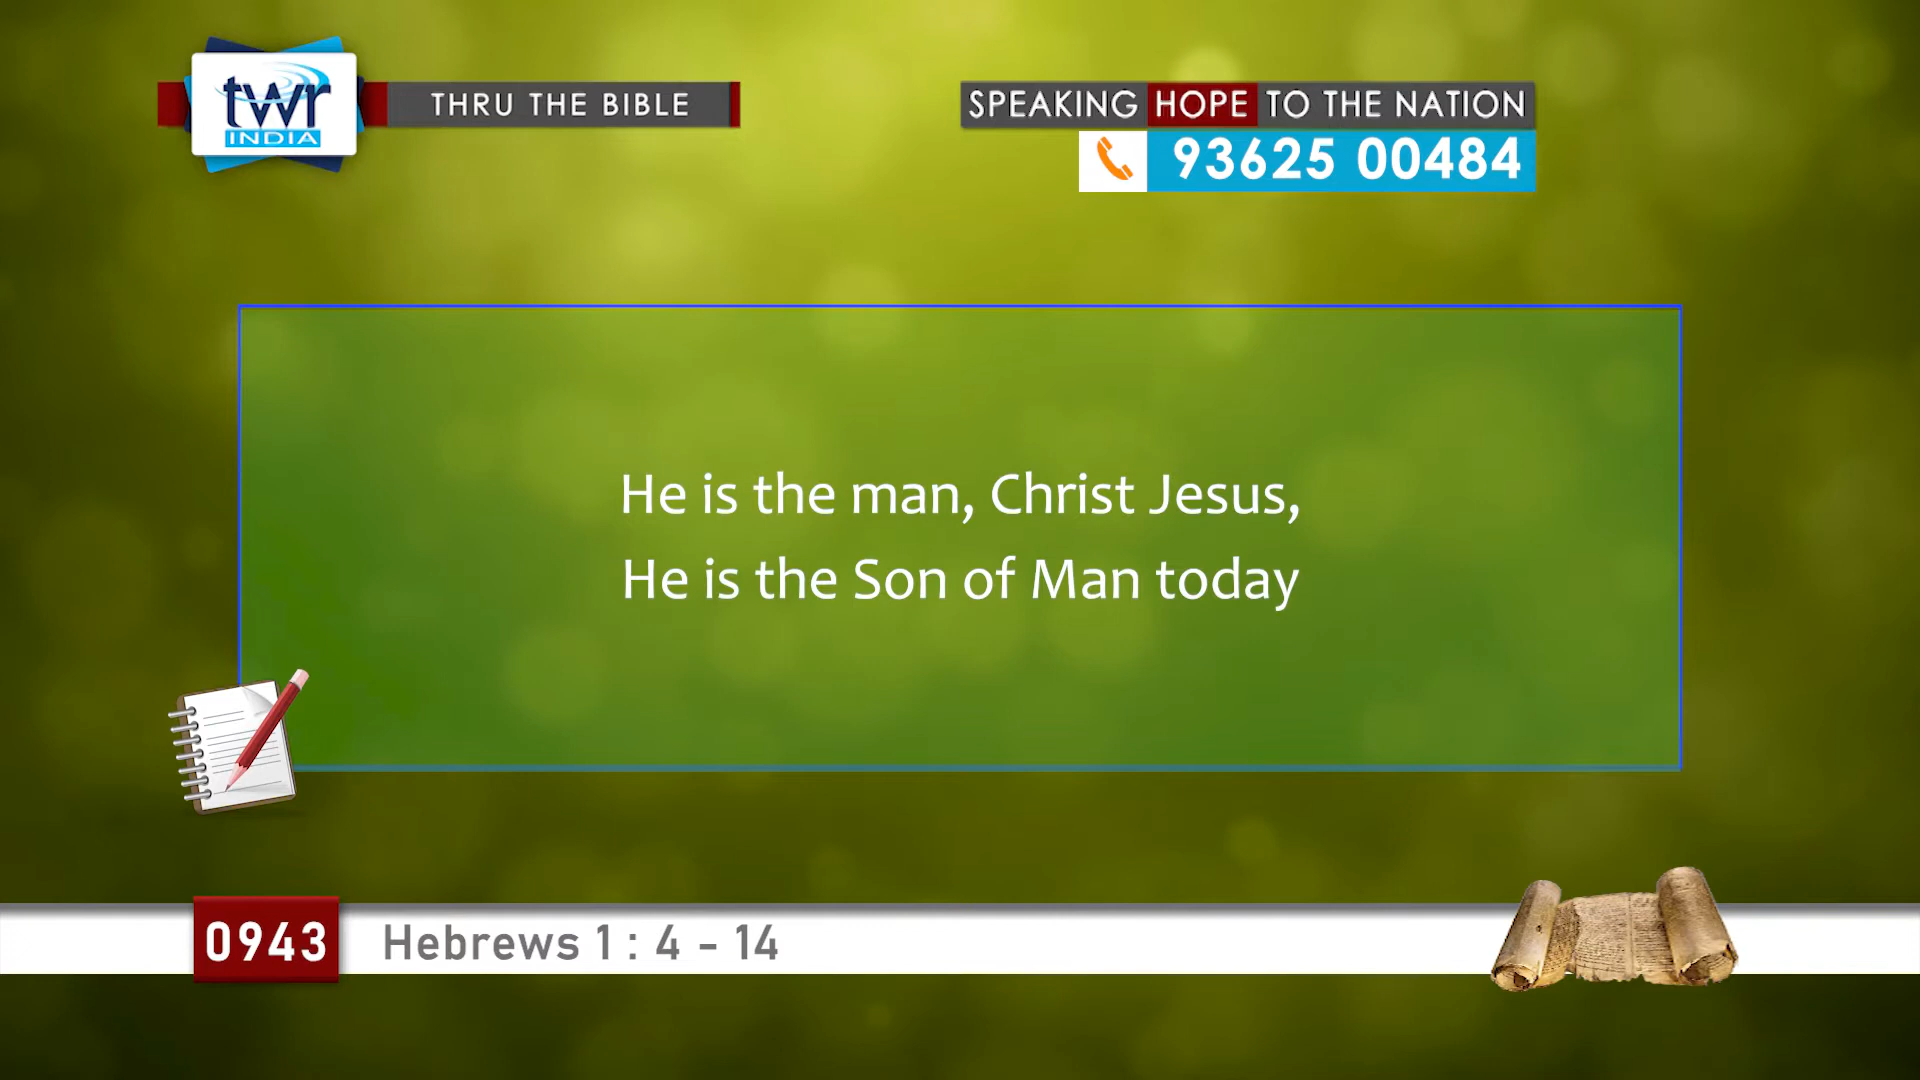 twr
INDIA
THRU THE BIBLE
SPEAKING HOPE TO THE NATION
93625 00484
He is the man, Christ Jesus,
He is the Son of Man today
0943
Hebrews 1 : 4 - 14